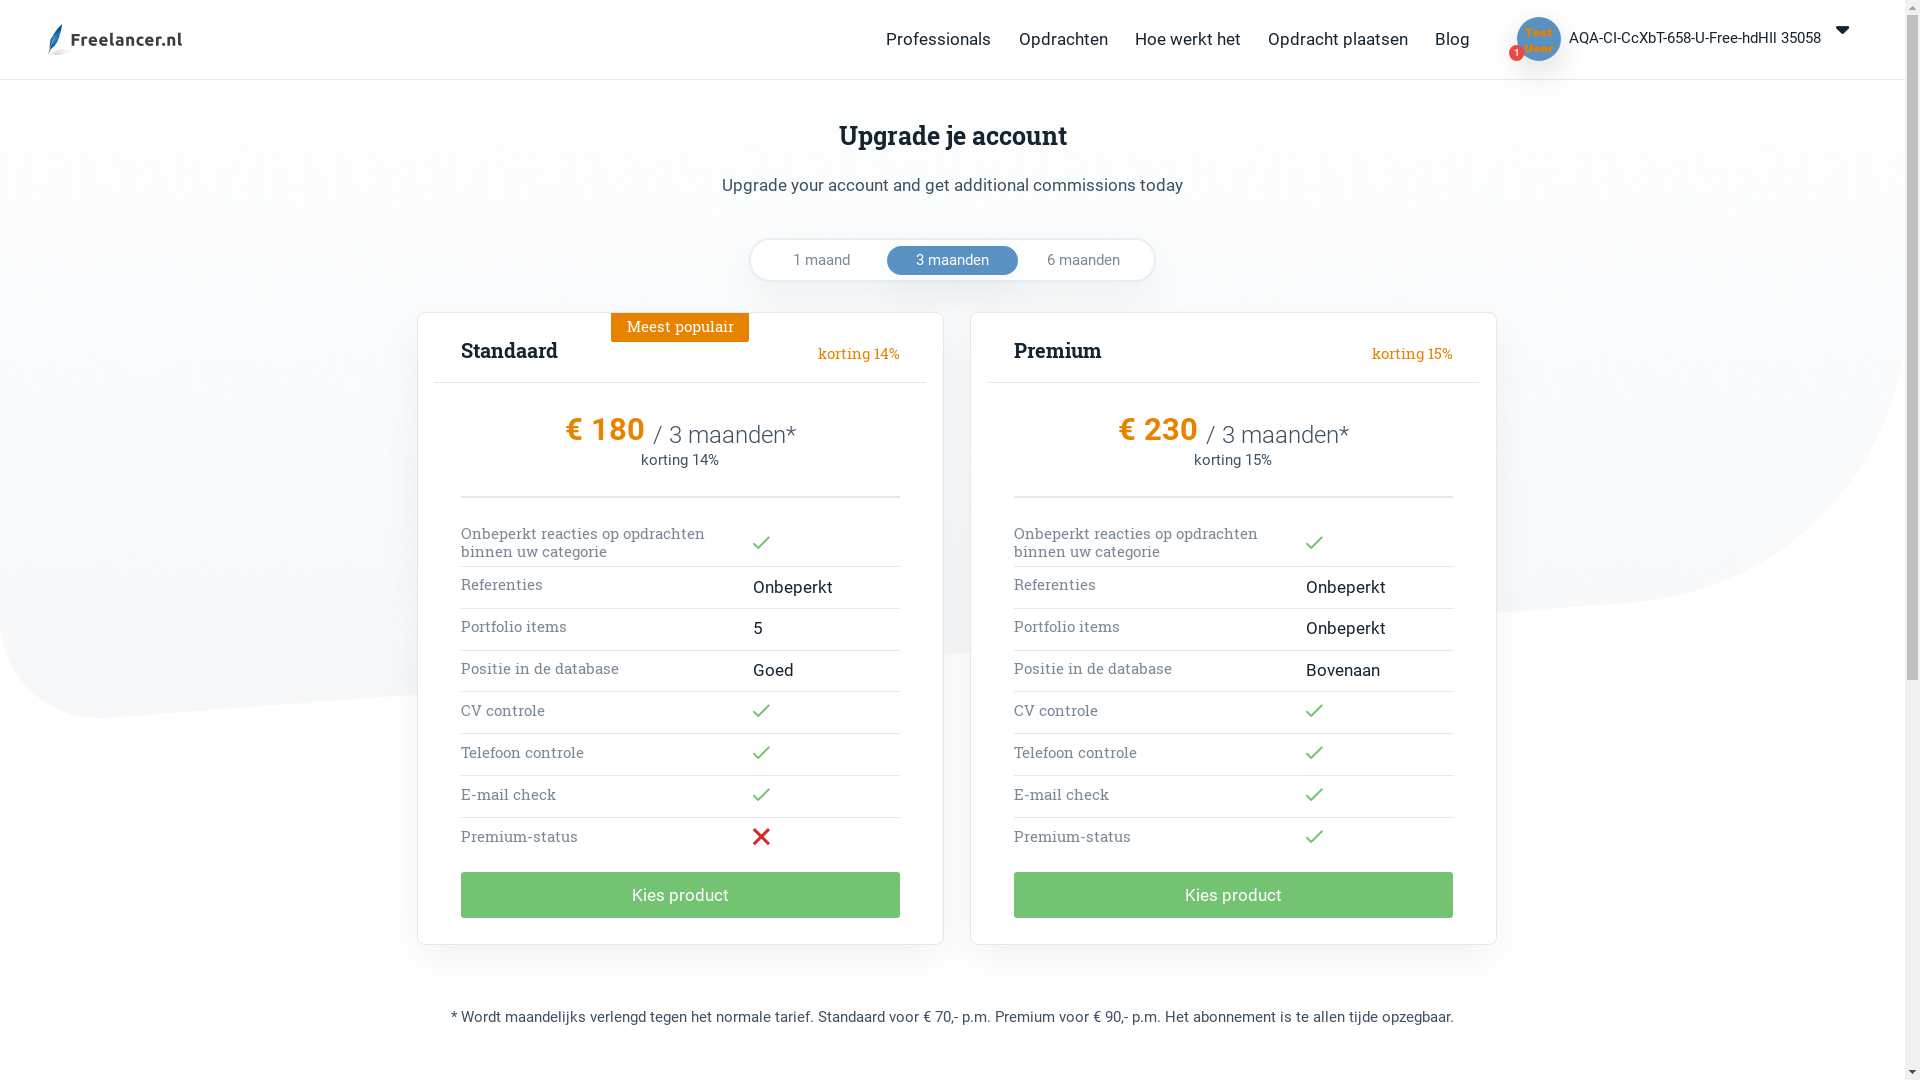 Freelancer.nl
Professionals
Opdrachten
Hoe werkt het
Opdracht plaatsen
Blog
Test
User
1
AQA-CI-CcXbT-658-U-Free-hdHIl 35058
Upgrade je account
Upgrade your account and get additional commissions today
1 maand
3 maanden
6 maanden
Meest populair
Standaard
korting 14%
€ 180 / 3 maanden*
korting 14%
Onbeperkt reacties op opdrachten
binnen uw categorie
Referenties
Onbeperkt
Portfolio items
5
Positie in de database
Goed
CV controle
Telefoon controle
E-mail check
Premium-status
Kies product
Premium
korting 15%
€ 230 / 3 maanden*
korting 15%
Onbeperkt reacties op opdrachten
binnen uw categorie
Referenties
Onbeperkt
Portfolio items
Onbeperkt
Positie in de database
Bovenaan
CV controle
Telefoon controle
E-mail check
Premium-status
Kies product
* Wordt maandelijks verlengd tegen het normale tarief. Standaard voor € 70,- p.m. Premium voor € 90,- p.m. Het abonnement is te allen tijde opzegbaar.